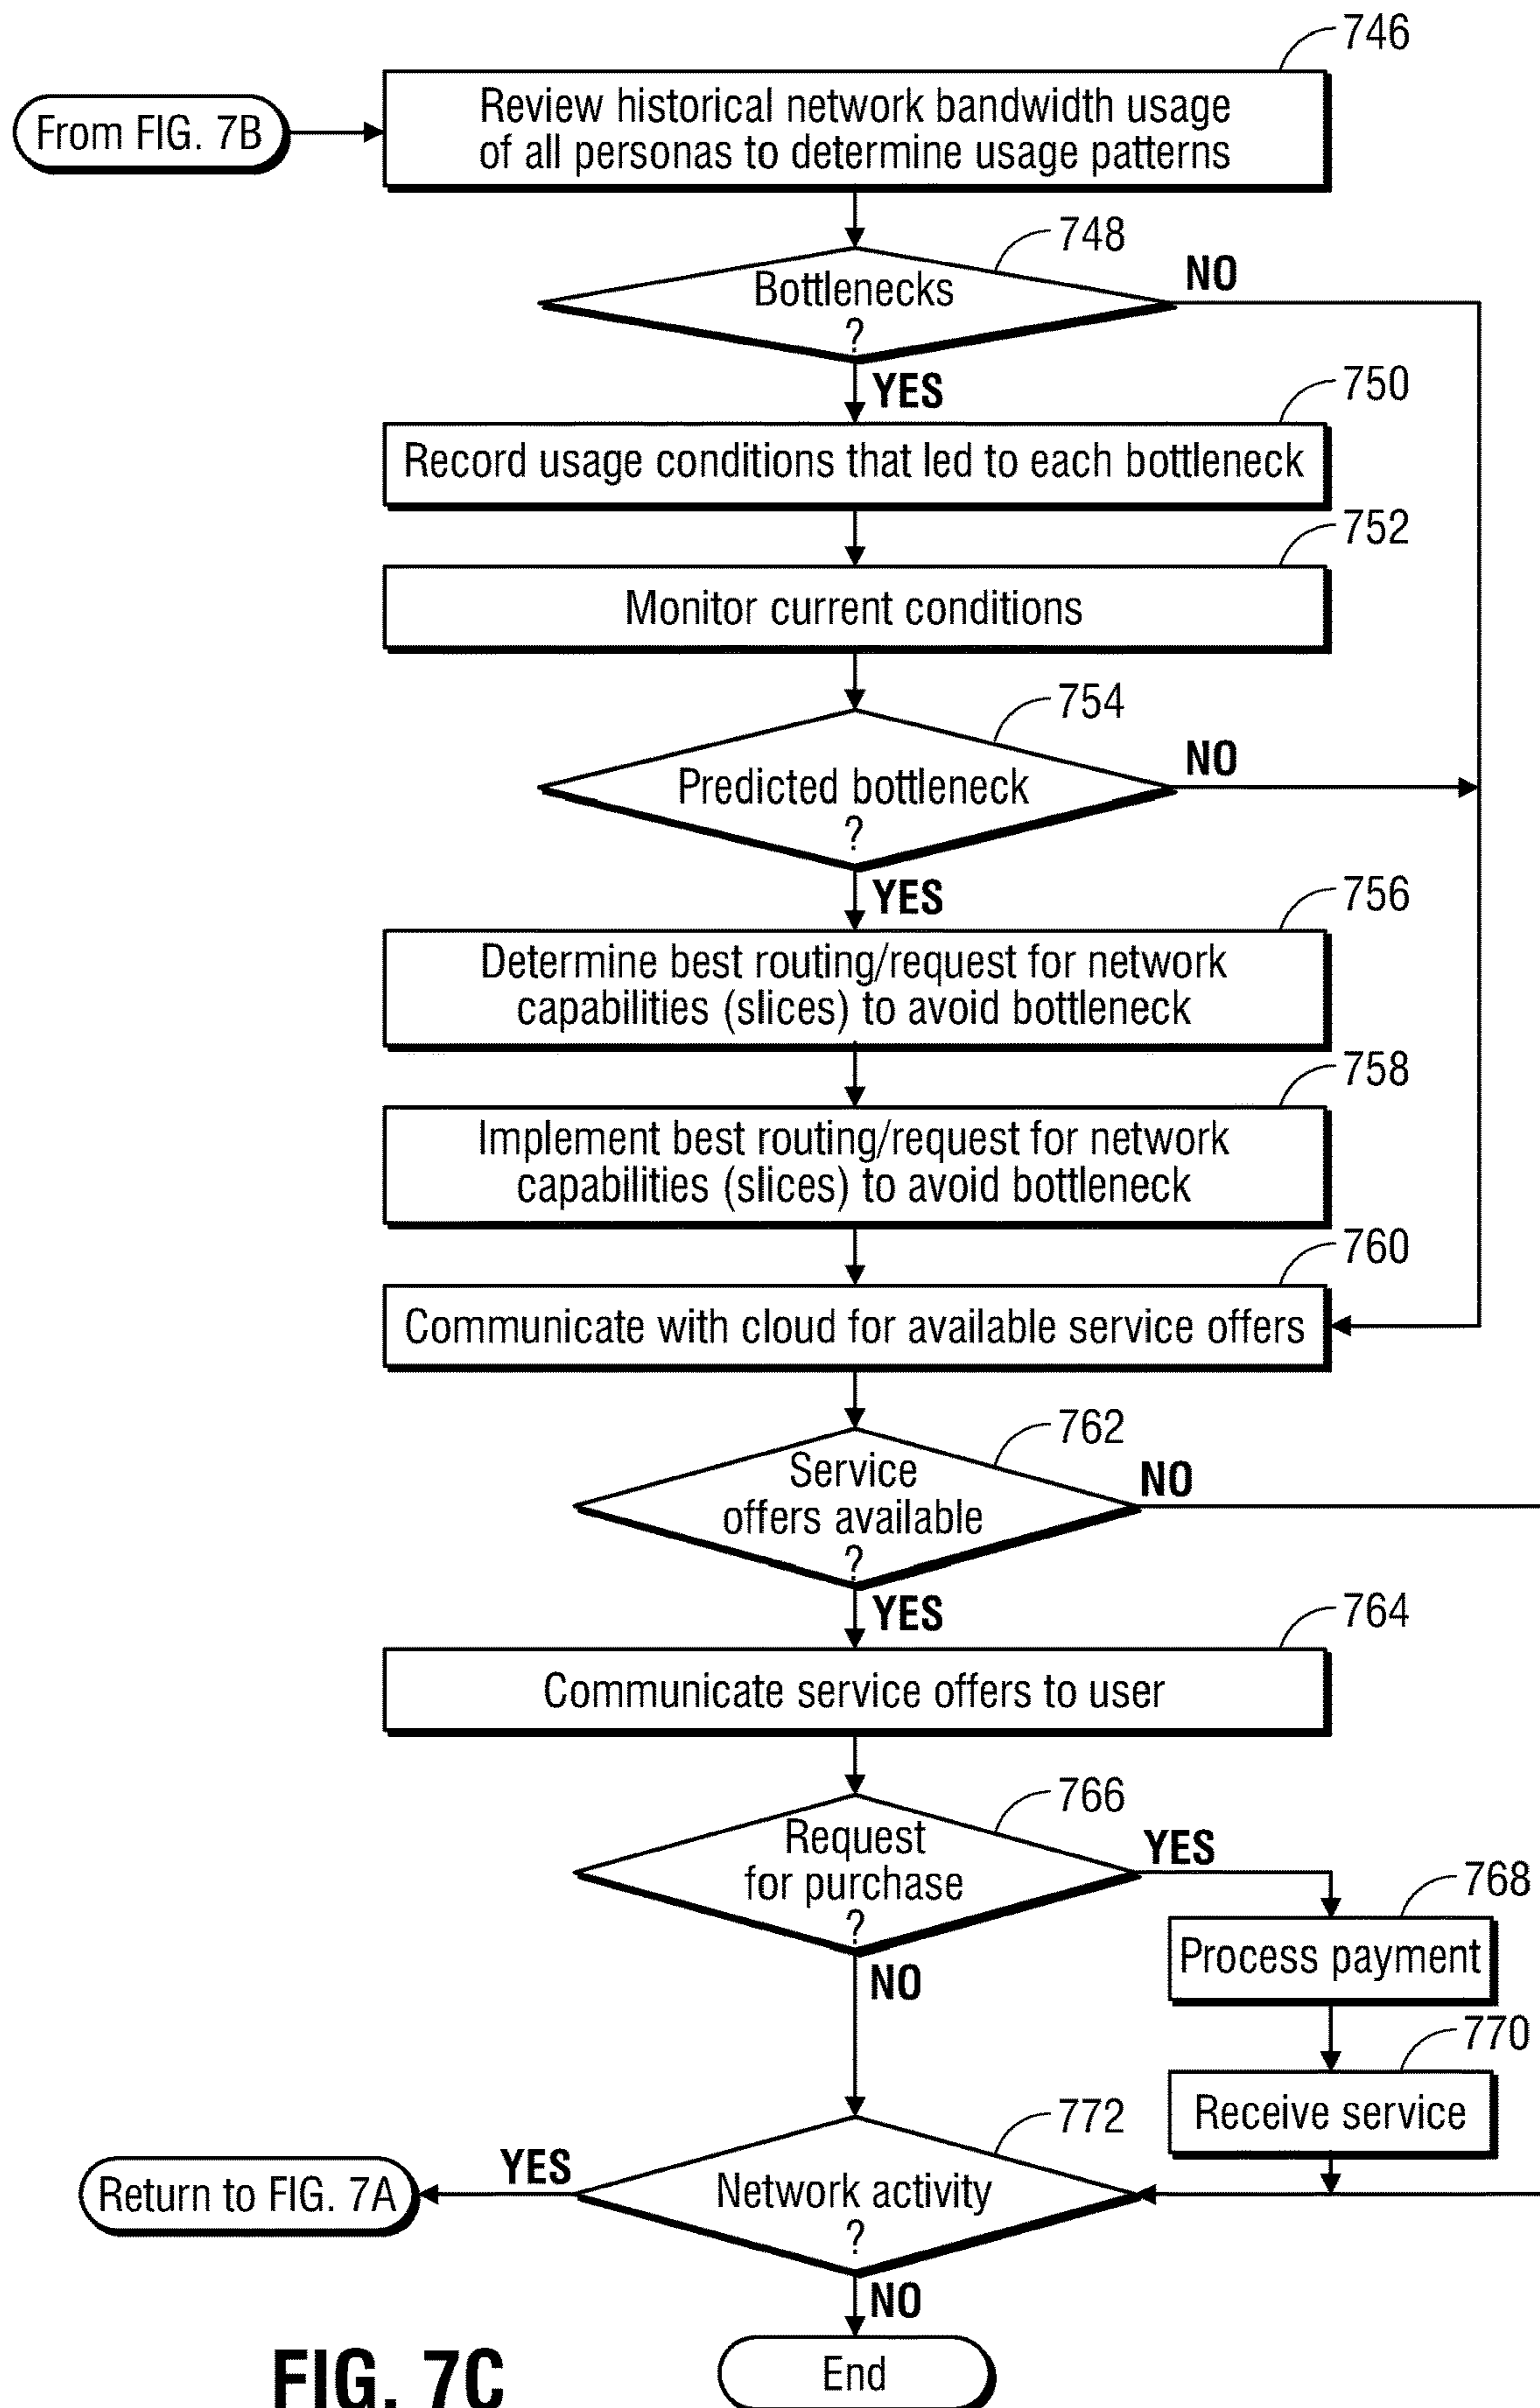 746
From FIG. 7B
Review historical network bandwidth usage
of all personas to determine usage patterns
748
Bottlenecks
?
NO
YES
750
Record usage conditions that led to each bottleneck
752
Monitor current conditions
754
Predicted bottleneck
?
NO
YES
756
Determine best routing/request for network
capabilities (slices) to avoid bottleneck
758
Implement best routing/request for network
capabilities (slices) to avoid bottleneck
760
Communicate with cloud for available service offers
762
Service
offers available
?
NO
YES
764
Communicate service offers to user
766
Request
for purchase
?
YES
NO
768
Process payment
770
Receive service
772
Network activity
?
YES
Return to FIG. 7A
NO
End
FIG. 7C